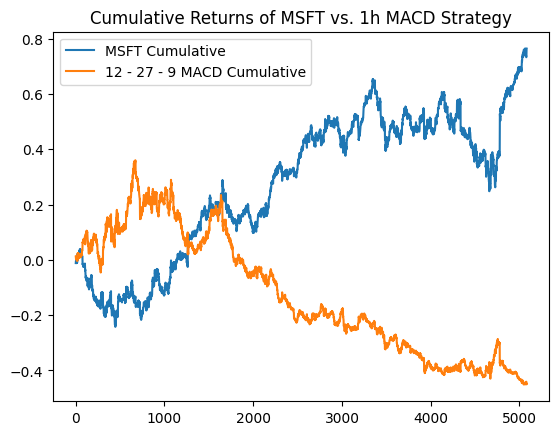 Cumulative Returns of MSFT vs. 1h MACD Strategy
MSFT Cumulative
12 - 27 - 9 MACD Cumulative
0.8
0.6
0.4
0.2
0.0
−0.2
−0.4
0 1000 2000 3000 4000 5000